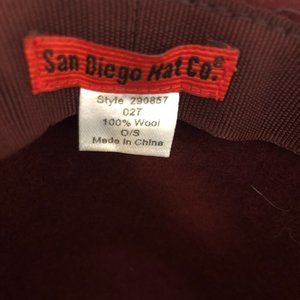 San Diego Hat Co.®
Style 290857
027
100% Wool
O/S
Made In China